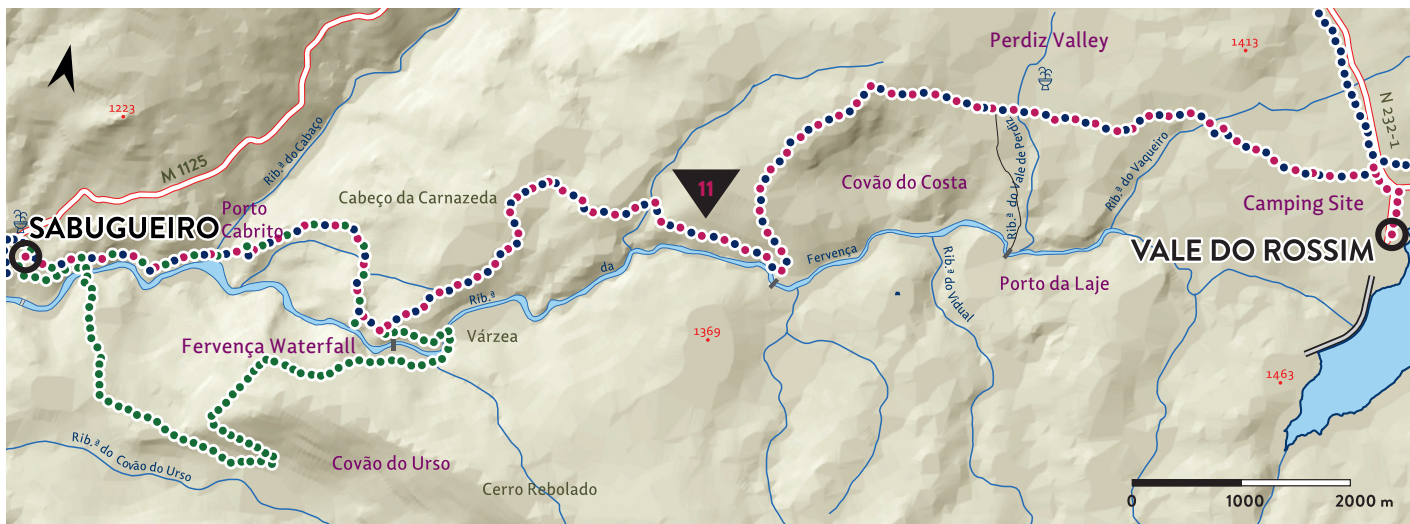 Perdiz Valley
1413
1223
N 232-1
M 1125
Rib.ª do Cabaço
Rib.ª do Vale de Perdiz
Rib.ª do Vaqueiro
11
Covão do Costa
Cabeço da Carnazeda
Porto
Cabrito
Camping Site
SABUGUEIRO
VALE DO ROSSIM
Fervença
da
Rib.ª
Rib.ª do Vidual
Porto da Laje
Várzea
1369
Fervença Waterfall
1463
Rib.ª do Covão do Urso
Covão do Urso
Cerro Rebolado
0 1000 2000 m